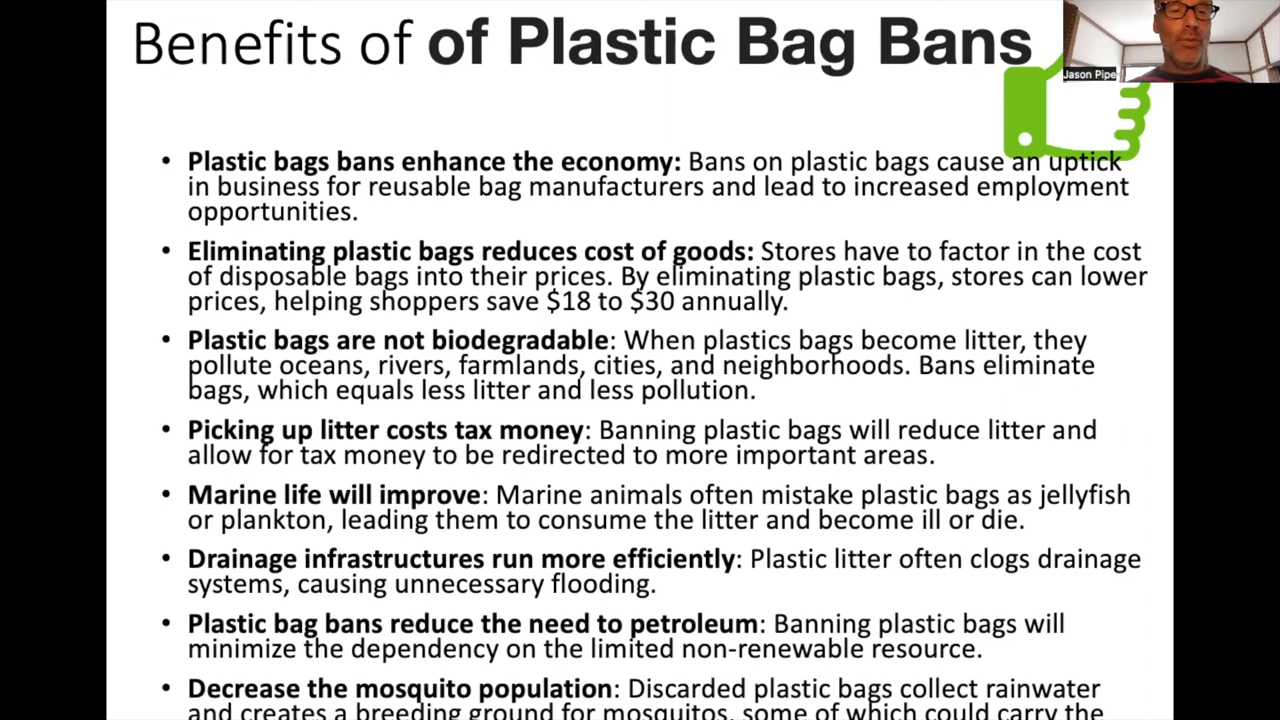 Benefits of of Plastic Bag Bans
Jason Pipe
• Plastic bags bans enhance the economy: Bans on plastic bags cause an uptick
in business for reusable bag manufacturers and lead to increased employment
opportunities.
• Eliminating plastic bags reduces cost of goods: Stores have to factor in the cost
of disposable bags into their prices. By eliminating plastic bags, stores can lower
prices, helping shoppers save $18 to $30 annually.
• Plastic bags are not biodegradable: When plastics bags become litter, they
pollute oceans, rivers, farmlands, cities, and neighborhoods. Bans eliminate
bags, which equals less litter and less pollution.
• Picking up litter costs tax money: Banning plastic bags will reduce litter and
allow for tax money to be redirected to more important areas.
• Marine life will improve: Marine animals often mistake plastic bags as jellyfish
or plankton, leading them to consume the litter and become ill or die.
• Drainage infrastructures run more efficiently: Plastic litter often clogs drainage
systems, causing unnecessary flooding.
• Plastic bag bans reduce the need to petroleum: Banning plastic bags will
minimize the dependency on the limited non-renewable resource.
• Decrease the mosquito population: Discarded plastic bags collect rainwater
and creates a breeding ground for mosquitos, some of which could carry the